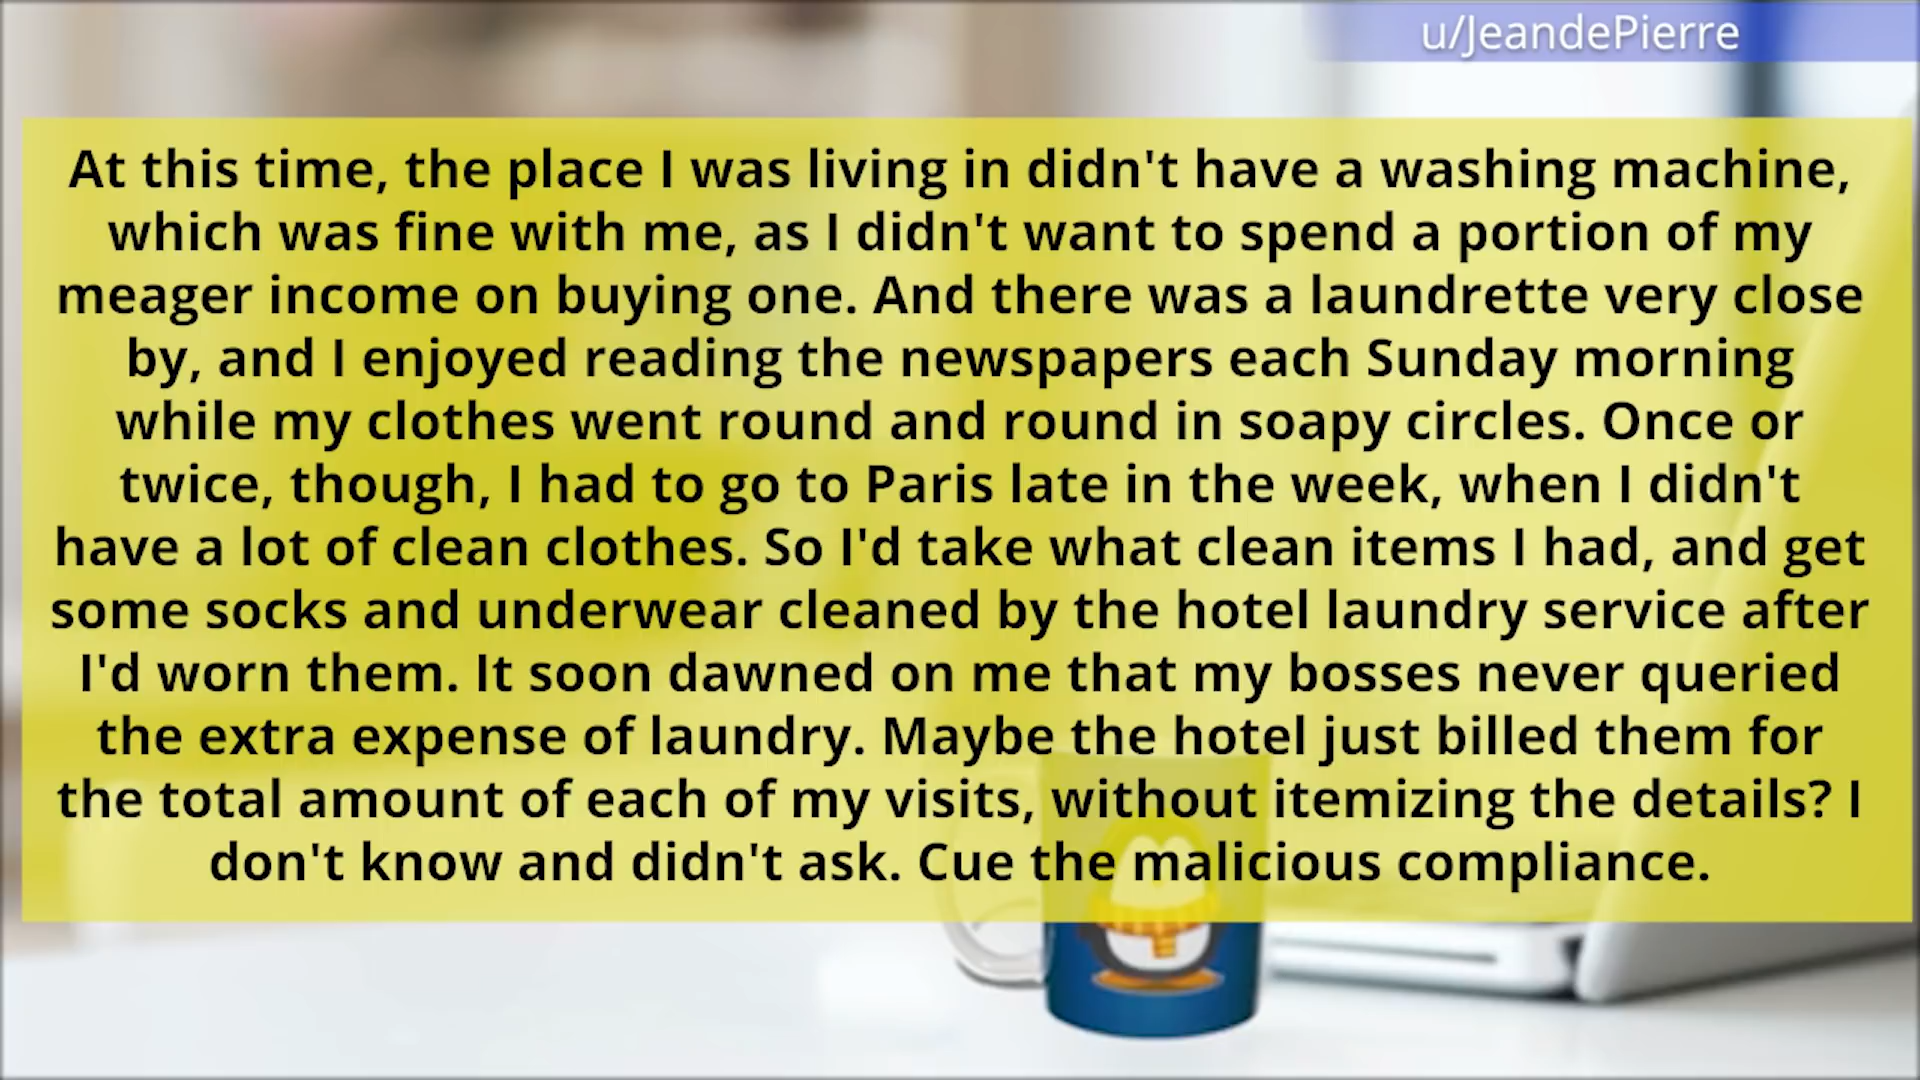 u/JeandePierre
At this time, the place I was living in didn't have a washing machine,
which was fine with me, as I didn't want to spend a portion of my
meager income on buying one. And there was a laundrette very close
by, and I enjoyed reading the newspapers each Sunday morning
while my clothes went round and round in soapy circles. Once or
twice, though, I had to go to Paris late in the week, when I didn't
have a lot of clean clothes. So I'd take what clean items I had, and get
some socks and underwear cleaned by the hotel laundry service after
I'd worn them. It soon dawned on me that my bosses never queried
the extra expense of laundry. Maybe the hotel just billed them for
the total amount of each of my visits, without itemizing the details? I
don't know and didn't ask. Cue the malicious compliance.